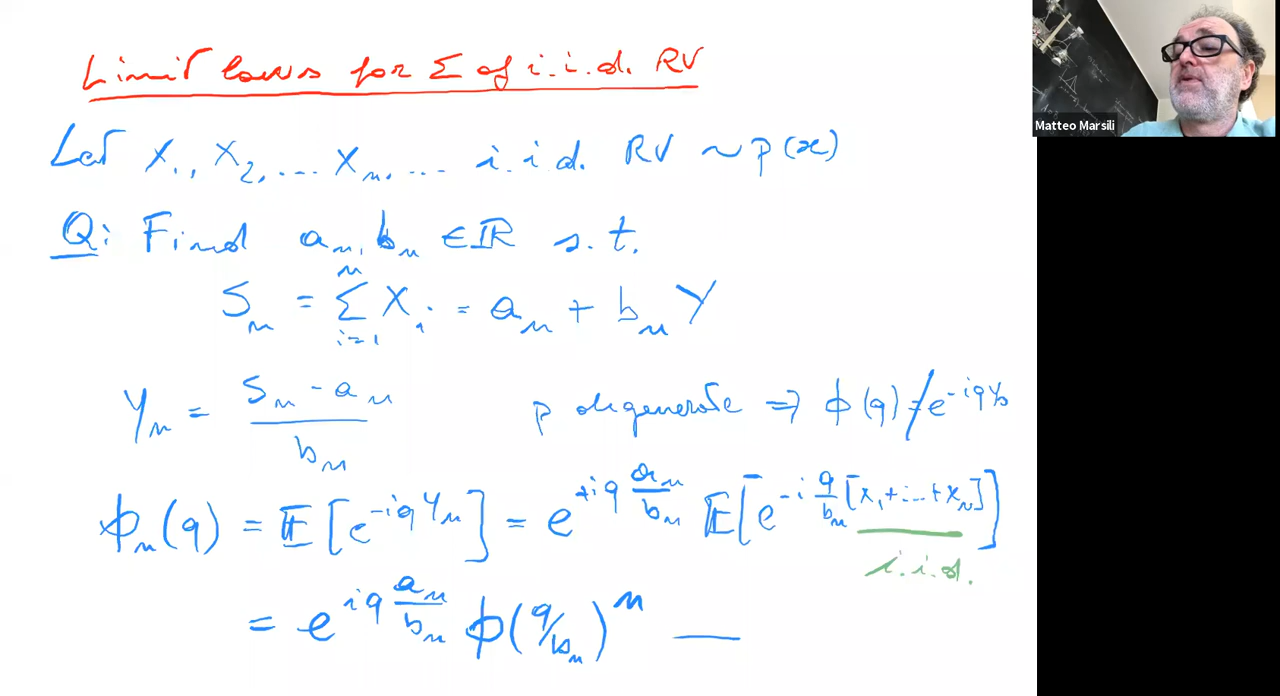 Limit laws for Σ of i.i.d. RV
Matteo Marsili
Let X₁, X₂, ... Xₙ, ... i.i.d. RV ~ p(x)
Q: Find aₙ, bₙ ∈ ℝ s.t.
Sₙ = Σᵢ₌₁ⁿ Xᵢ = aₙ + bₙ Y
Yₙ = (Sₙ - aₙ) / bₙ
p degenerate ⇒ ϕ(q) ≠ e^{-iqy₀}
ϕₙ(q) = 𝔼[e^{-iqYₙ}] = e^{+iq aₙ/bₙ} 𝔼[e^{-i q/bₙ [x₁+...+xₙ]}]
i.i.d.
= e^{iq aₙ/bₙ} ϕ(q/bₙ)ⁿ —